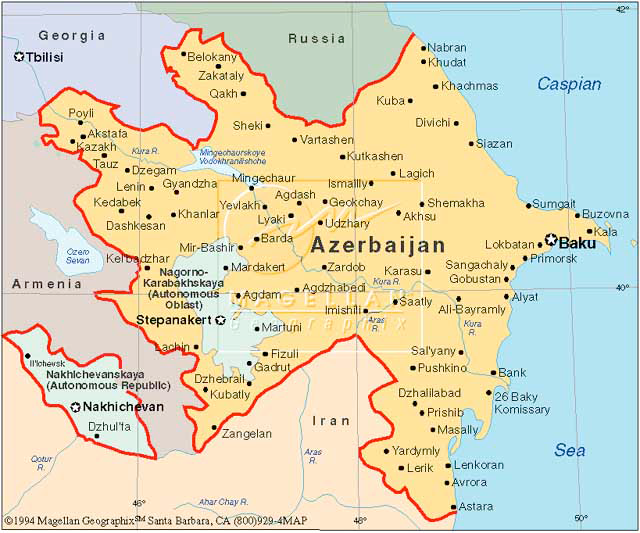 42°
Georgia
Russia
Tbilisi
Nabran
Belokany
Khudat
Zakataly
Caspian
Qakh
Khachmas
Kuba
Poyli
Divichi
Sheki
Akstafa
Vartashen
Siazan
Kazakh
Kura R.
Mingechaurskoye
Vodokhranilishche
Kutkashen
Tauz
Dzegam
Lagich
Mingechaur
Ismailly
Lenin
Gyandzha
Agdash
Kedabek
Yevlakh
Geokchay
Shemakha
Sumgait
Khanlar
Lyaki
Akhsu
Buzovna
Dashkesan
Udzhary
Kala
Barda
Azerbaijan
Lokbatan
Baku
Mir-Bashir
Ozero
Sevan
Primorsk
Kelbadzhar
Mardakert
Zardob
Karasu
Sangachaly
Nagorno-
Karabakhskaya
(Autonomous
Oblast)
Kura R.
Gobustan
Armenia
Agdzhabedi
40°
Agdam
MAGELLAN
Geographix
Saatly
Alyat
Stepanakert
Imishili
Ali-Bayramly
Aras
R.
Kura
R.
Martuni
Lachin
Fizuli
Sal'yany
Il'ichevsk
Gadrut
Nakhichevanskaya
(Autonomous Republic)
Pushkino
Bank
Dzhebrail
Kubatly
Dzhalilabad
26 Baky
Komissary
Nakhichevan
Prishib
Iran
Zangelan
Masally
Dzhul'fa
Sea
Yardymly
Qotur
R.
Aras
R.
Lerik
Lenkoran
Avrora
46°
Ahar Chay R.
Astara
48°
50°
©1994 Magellan Geographix℠ Santa Barbara, CA (800)929-4MAP